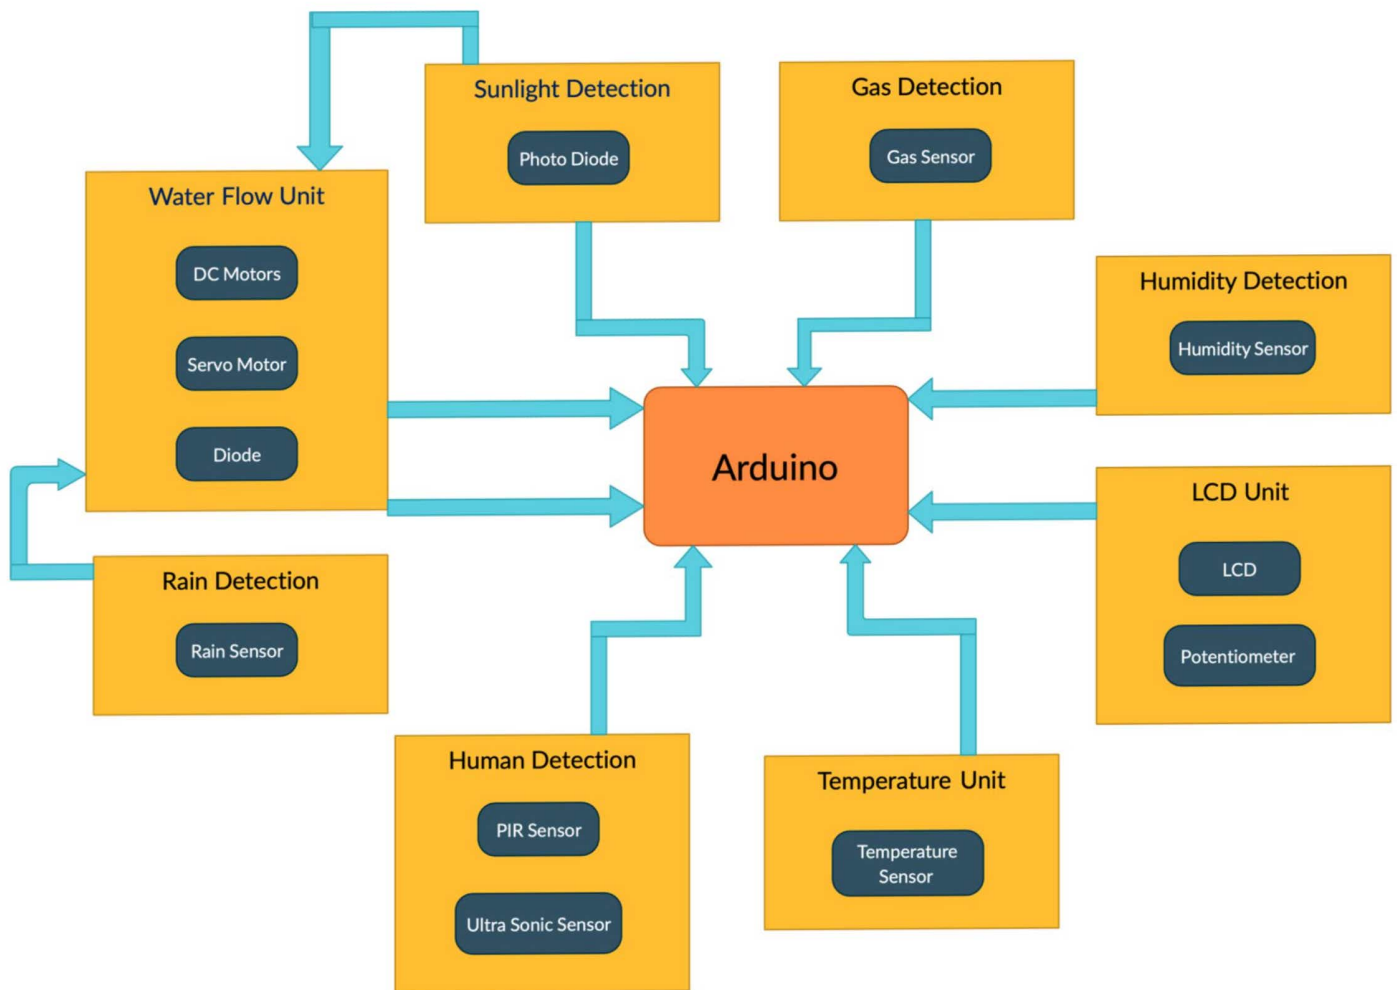 Sunlight Detection
Photo Diode
Gas Detection
Gas Sensor
Water Flow Unit
DC Motors
Servo Motor
Diode
Humidity Detection
Humidity Sensor
Arduino
LCD Unit
LCD
Potentiometer
Rain Detection
Rain Sensor
Human Detection
PIR Sensor
Ultra Sonic Sensor
Temperature Unit
Temperature
Sensor